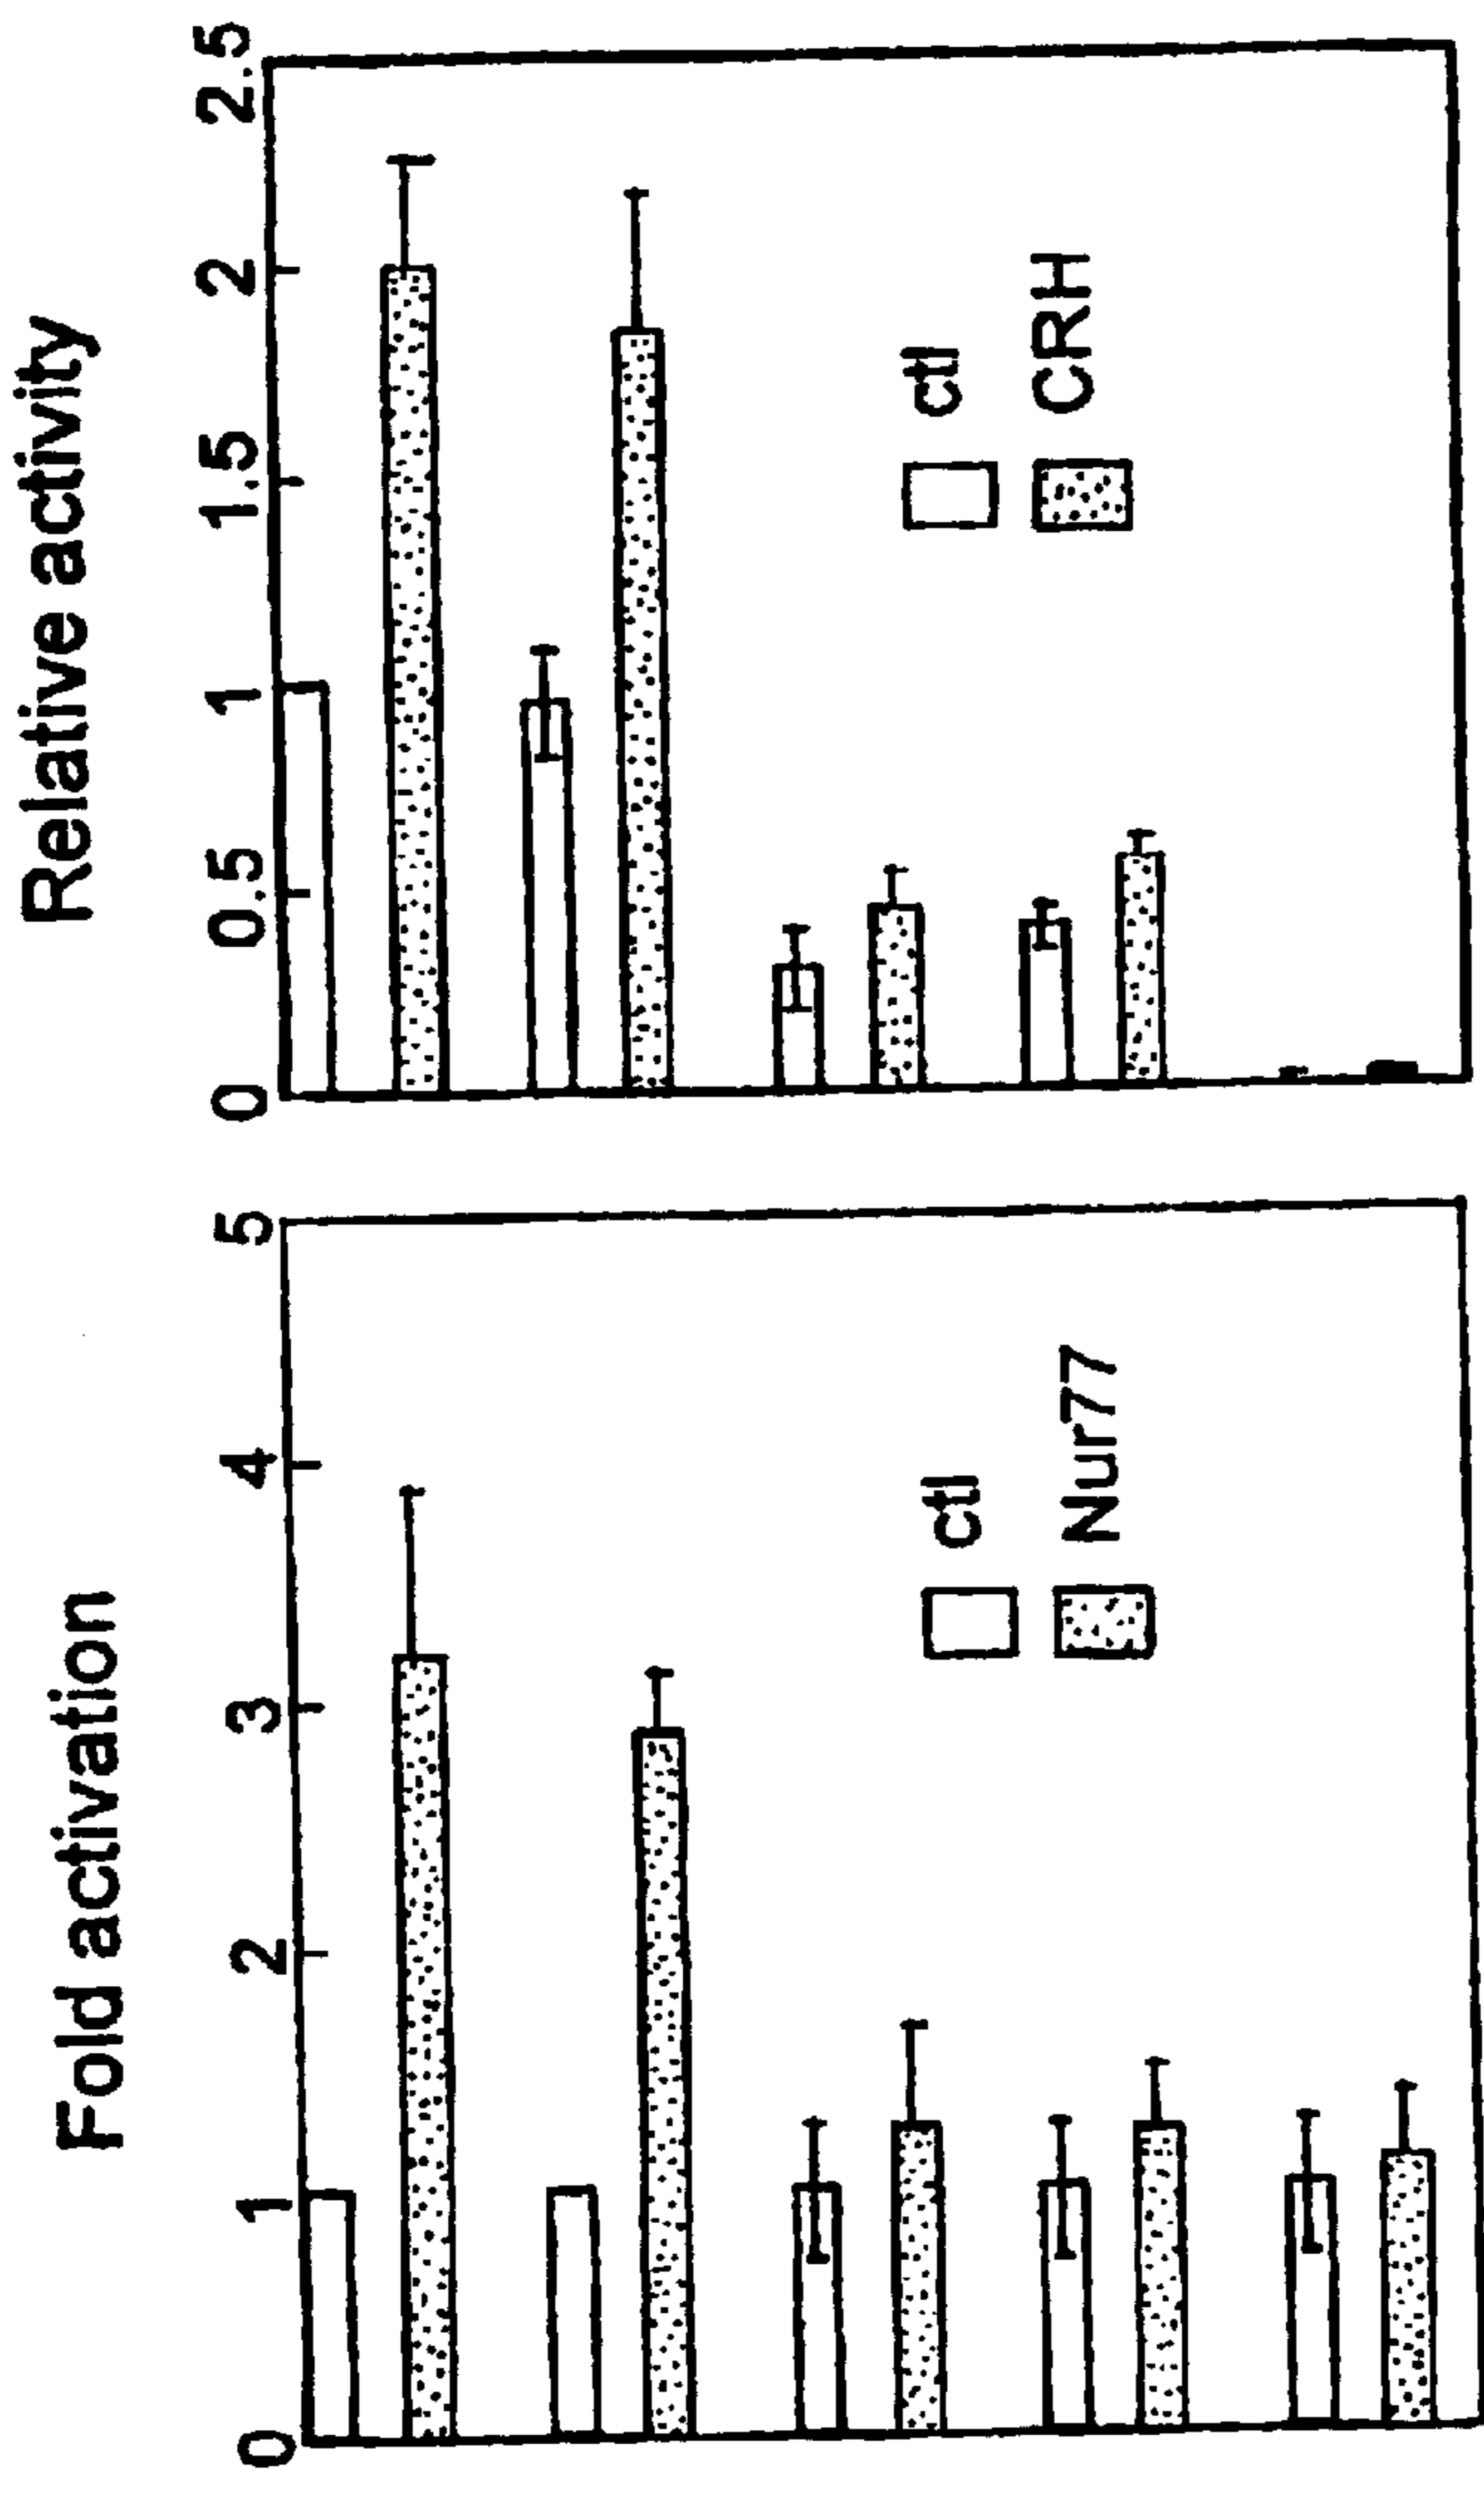 Fold activation
0 1 2 3 4 5
ctl
Nur77
Relative activity
0 0.5 1 1.5 2 2.5
ctl
CRH